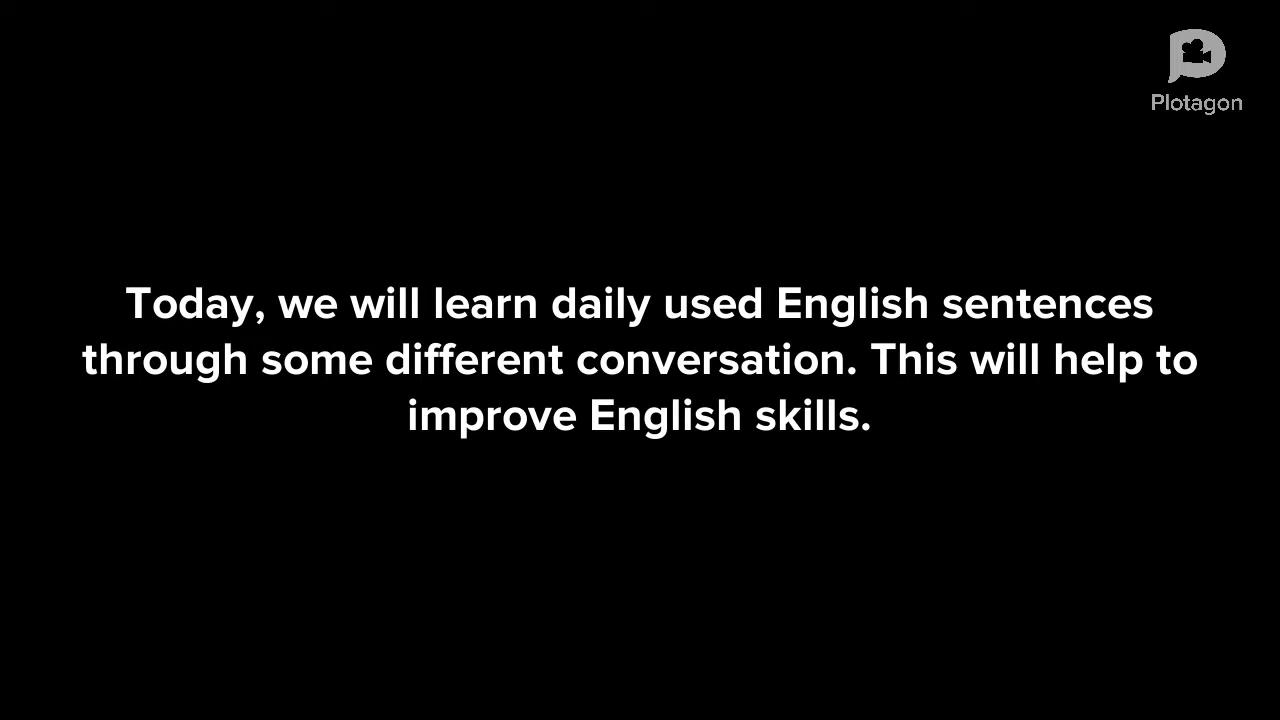 Plotagon
Today, we will learn daily used English sentences
through some different conversation. This will help to
improve English skills.